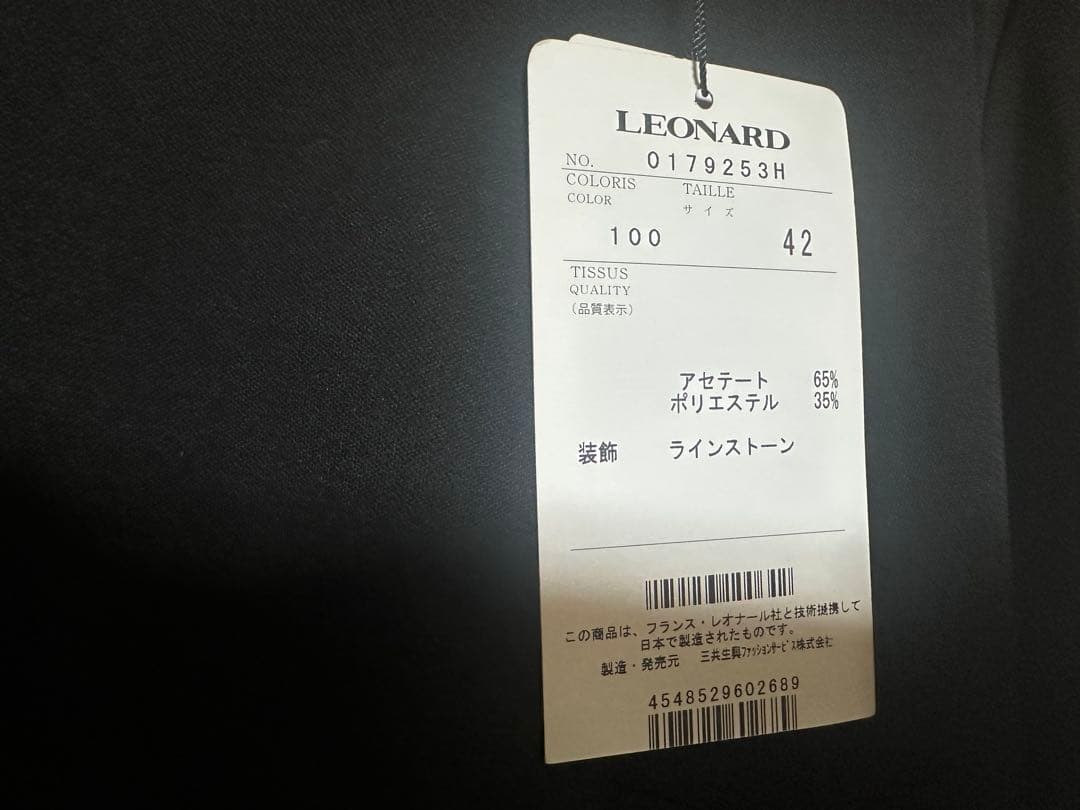 LEONARD
NO. 0179253H
COLORIS TAILLE
COLOR サイズ
100 42
TISSUS
QUALITY
(品質表示)
アセテート 65%
ポリエステル 35%
装飾 ラインストーン
この商品は、フランス・レオナール社と技術提携して
日本で製造されたものです。
製造・発売元 三共生興ファッションサービス株式会社
4548529602689